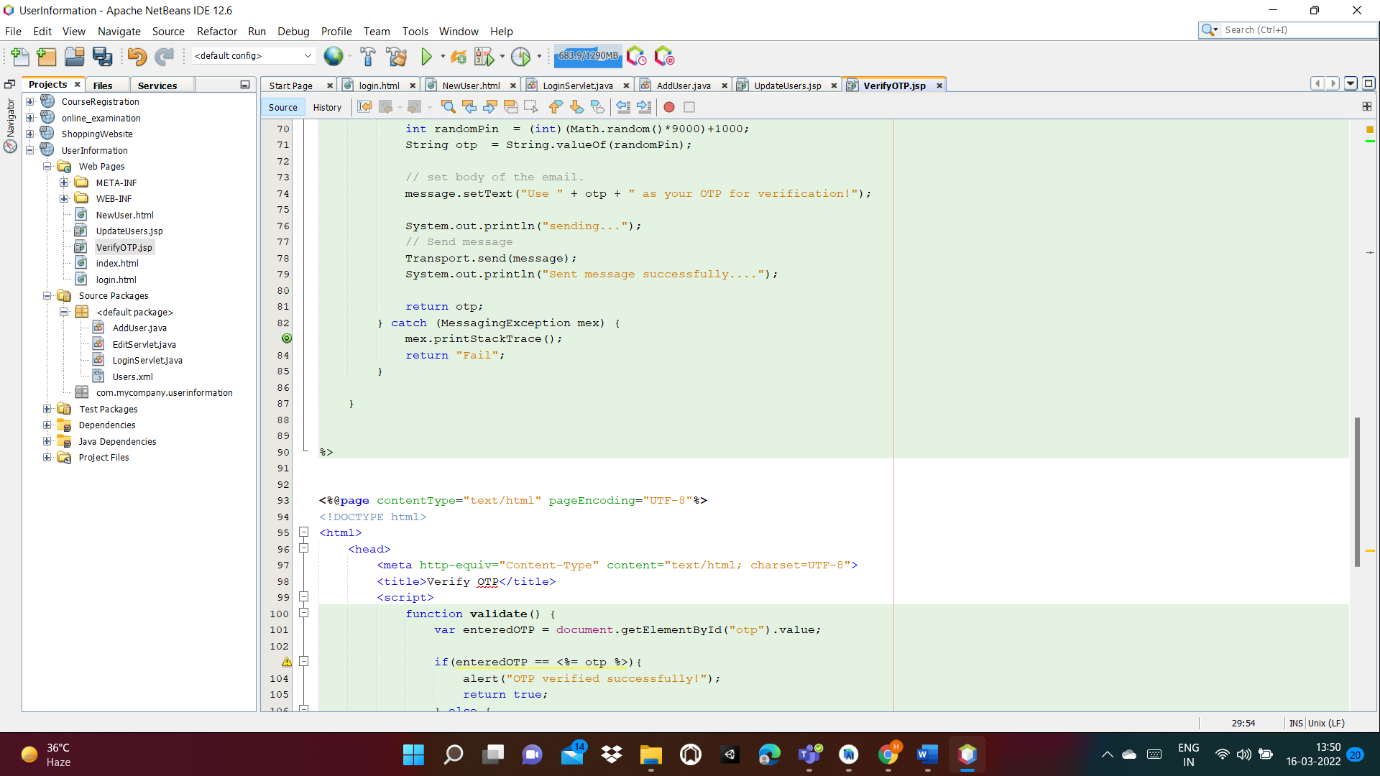 UserInformation - Apache NetBeans IDE 12.6
File Edit View Navigate Source Refactor Run Debug Profile Team Tools Window Help
Search (Ctrl+I)
<default config>
683.9/1290MB
Projects Files Services
Navigator
CourseRegistration
online_examination
ShoppingWebsite
UserInformation
Web Pages
META-INF
WEB-INF
NewUser.html
UpdateUsers.jsp
VerifyOTP.jsp
index.html
login.html
Source Packages
<default package>
AddUser.java
EditServlet.java
LoginServlet.java
Users.xml
com.mycompany.userinformation
Test Packages
Dependencies
Java Dependencies
Project Files
Start Page login.html NewUser.html LoginServlet.java AddUser.java UpdateUsers.jsp VerifyOTP.jsp
Source History
70 int randomPin = (int)(Math.random()*9000)+1000;
71 String otp = String.valueOf(randomPin);
72
73 // set body of the email.
74 message.setText("Use " + otp + " as your OTP for verification!");
75
76 System.out.println("sending...");
77 // Send message
78 Transport.send(message);
79 System.out.println("Sent message successfully....");
80
81 return otp;
82 } catch (MessagingException mex) {
mex.printStackTrace();
84 return "Fail";
85 }
86
87 }
88
89
90 %>
91
92
93 <%@page contentType="text/html" pageEncoding="UTF-8"%>
94 <!DOCTYPE html>
95 <html>
96 <head>
97 <meta http-equiv="Content-Type" content="text/html; charset=UTF-8">
98 <title>Verify OTP</title>
99 <script>
100 function validate() {
101 var enteredOTP = document.getElementById("otp").value;
102
if(enteredOTP == <%= otp %>){
104 alert("OTP verified successfully!");
105 return true;
106 } else {
29:54 INS Unix (LF)
36°C
Haze
14
ENG
IN
13:50
16-03-2022
20